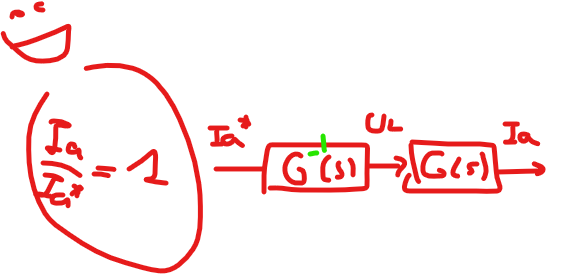 Ia/Ia* = 1
Ia*
G⁻¹(s)
UL
G(s)
Ia